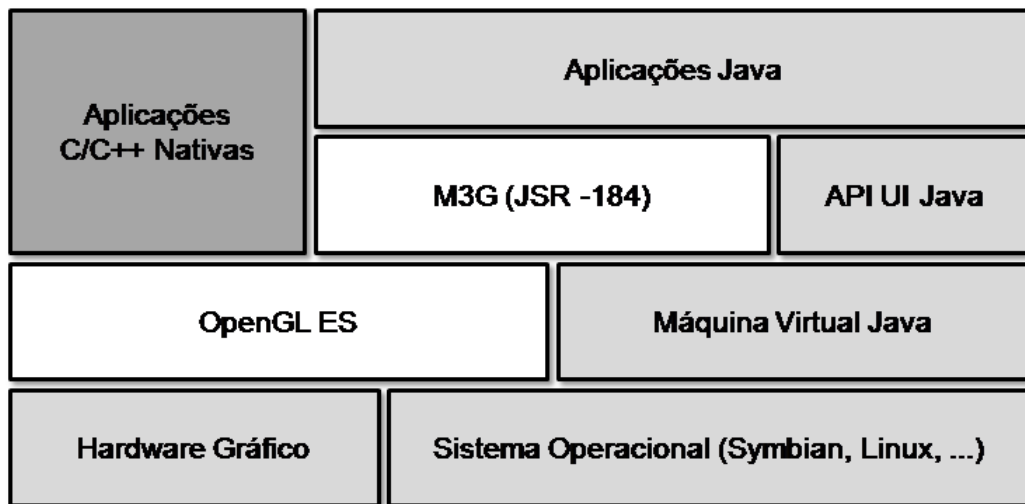 Aplicações Java
Aplicações
C/C++ Nativas
M3G (JSR -184)
API UI Java
OpenGL ES
Máquina Virtual Java
Hardware Gráfico
Sistema Operacional (Symbian, Linux, ...)